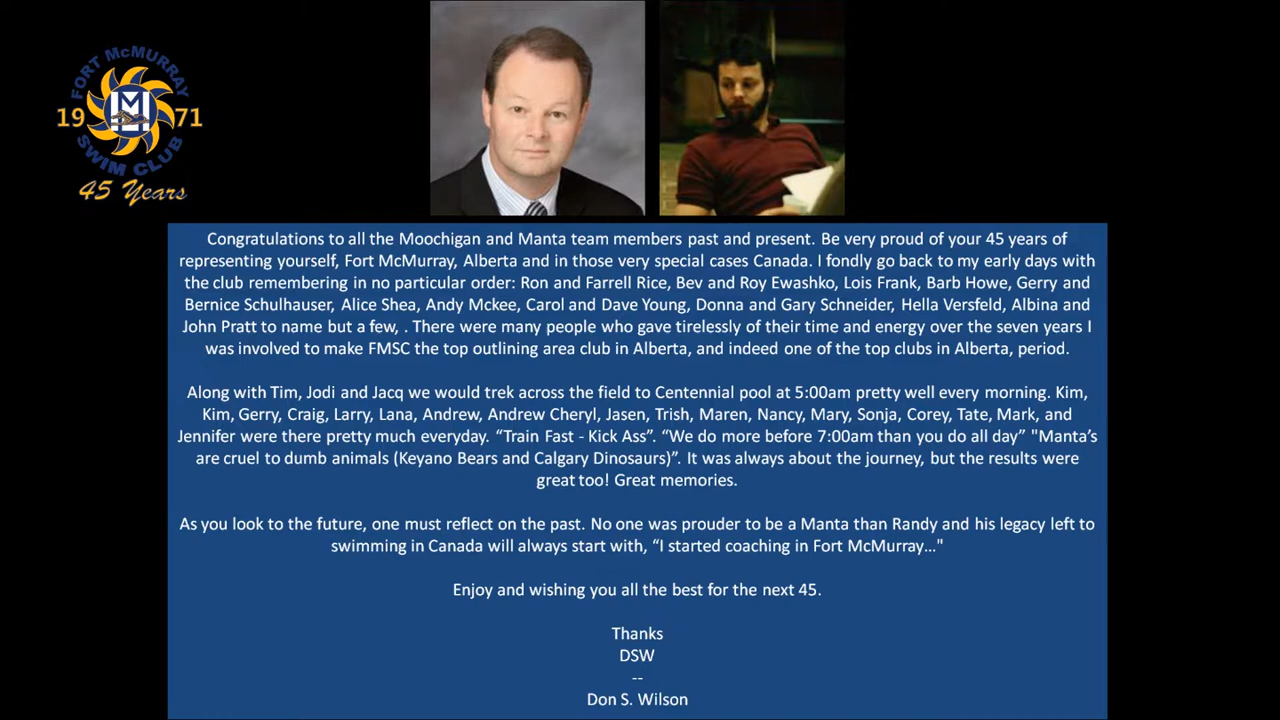 FORT MCMURRAY
19 71
SWIM CLUB
45 Years
Congratulations to all the Moochigan and Manta team members past and present. Be very proud of your 45 years of
representing yourself, Fort McMurray, Alberta and in those very special cases Canada. I fondly go back to my early days with
the club remembering in no particular order: Ron and Farrell Rice, Bev and Roy Ewashko, Lois Frank, Barb Howe, Gerry and
Bernice Schulhauser, Alice Shea, Andy Mckee, Carol and Dave Young, Donna and Gary Schneider, Hella Versfeld, Albina and
John Pratt to name but a few, . There were many people who gave tirelessly of their time and energy over the seven years I
was involved to make FMSC the top outlining area club in Alberta, and indeed one of the top clubs in Alberta, period.
Along with Tim, Jodi and Jacq we would trek across the field to Centennial pool at 5:00am pretty well every morning. Kim,
Kim, Gerry, Craig, Larry, Lana, Andrew, Andrew Cheryl, Jasen, Trish, Maren, Nancy, Mary, Sonja, Corey, Tate, Mark, and
Jennifer were there pretty much everyday. “Train Fast - Kick Ass”. “We do more before 7:00am than you do all day” "Manta’s
are cruel to dumb animals (Keyano Bears and Calgary Dinosaurs)”. It was always about the journey, but the results were
great too! Great memories.
As you look to the future, one must reflect on the past. No one was prouder to be a Manta than Randy and his legacy left to
swimming in Canada will always start with, “I started coaching in Fort McMurray…"
Enjoy and wishing you all the best for the next 45.
Thanks
DSW
--
Don S. Wilson